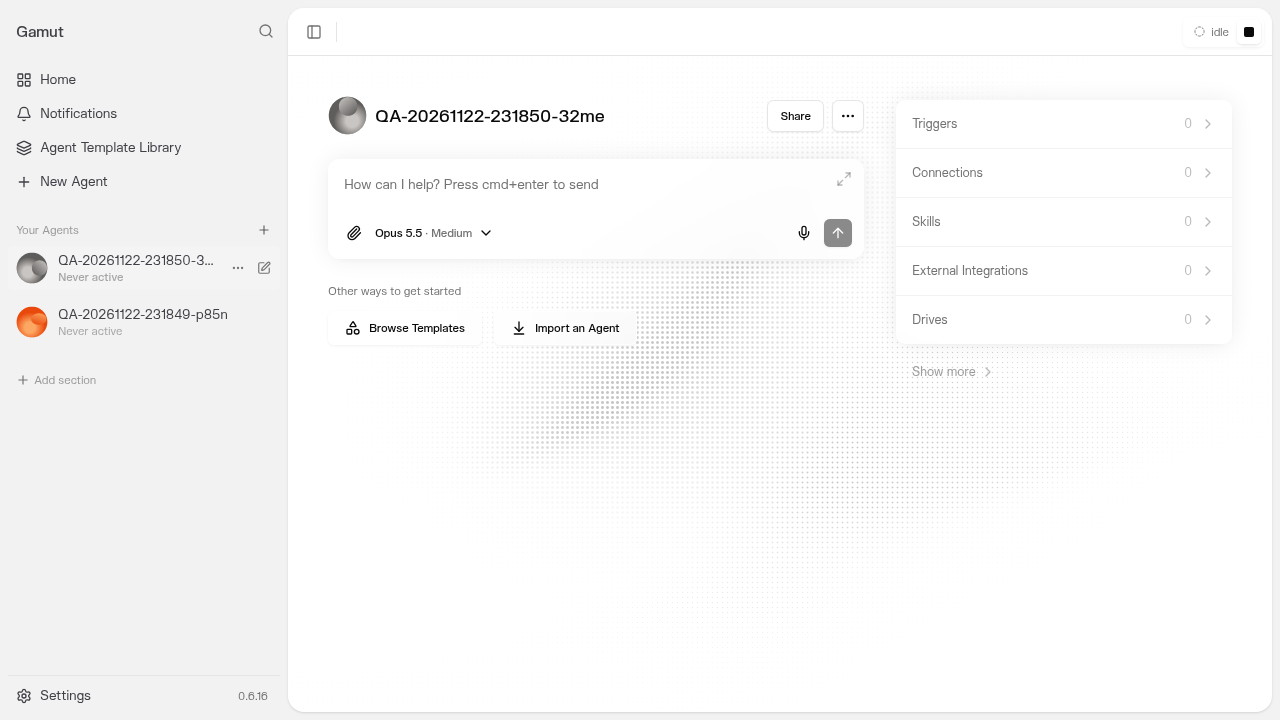 Gamut
Home
Notifications
Agent Template Library
New Agent
Your Agents
QA-20261122-231850-3...
Never active
QA-20261122-231849-p85n
Never active
Add section
Settings
0.6.16
idle
QA-20261122-231850-32me
Share
How can I help? Press cmd+enter to send
Opus 5.5 · Medium
Other ways to get started
Browse Templates
Import an Agent
Triggers 0
Connections 0
Skills 0
External Integrations 0
Drives 0
Show more